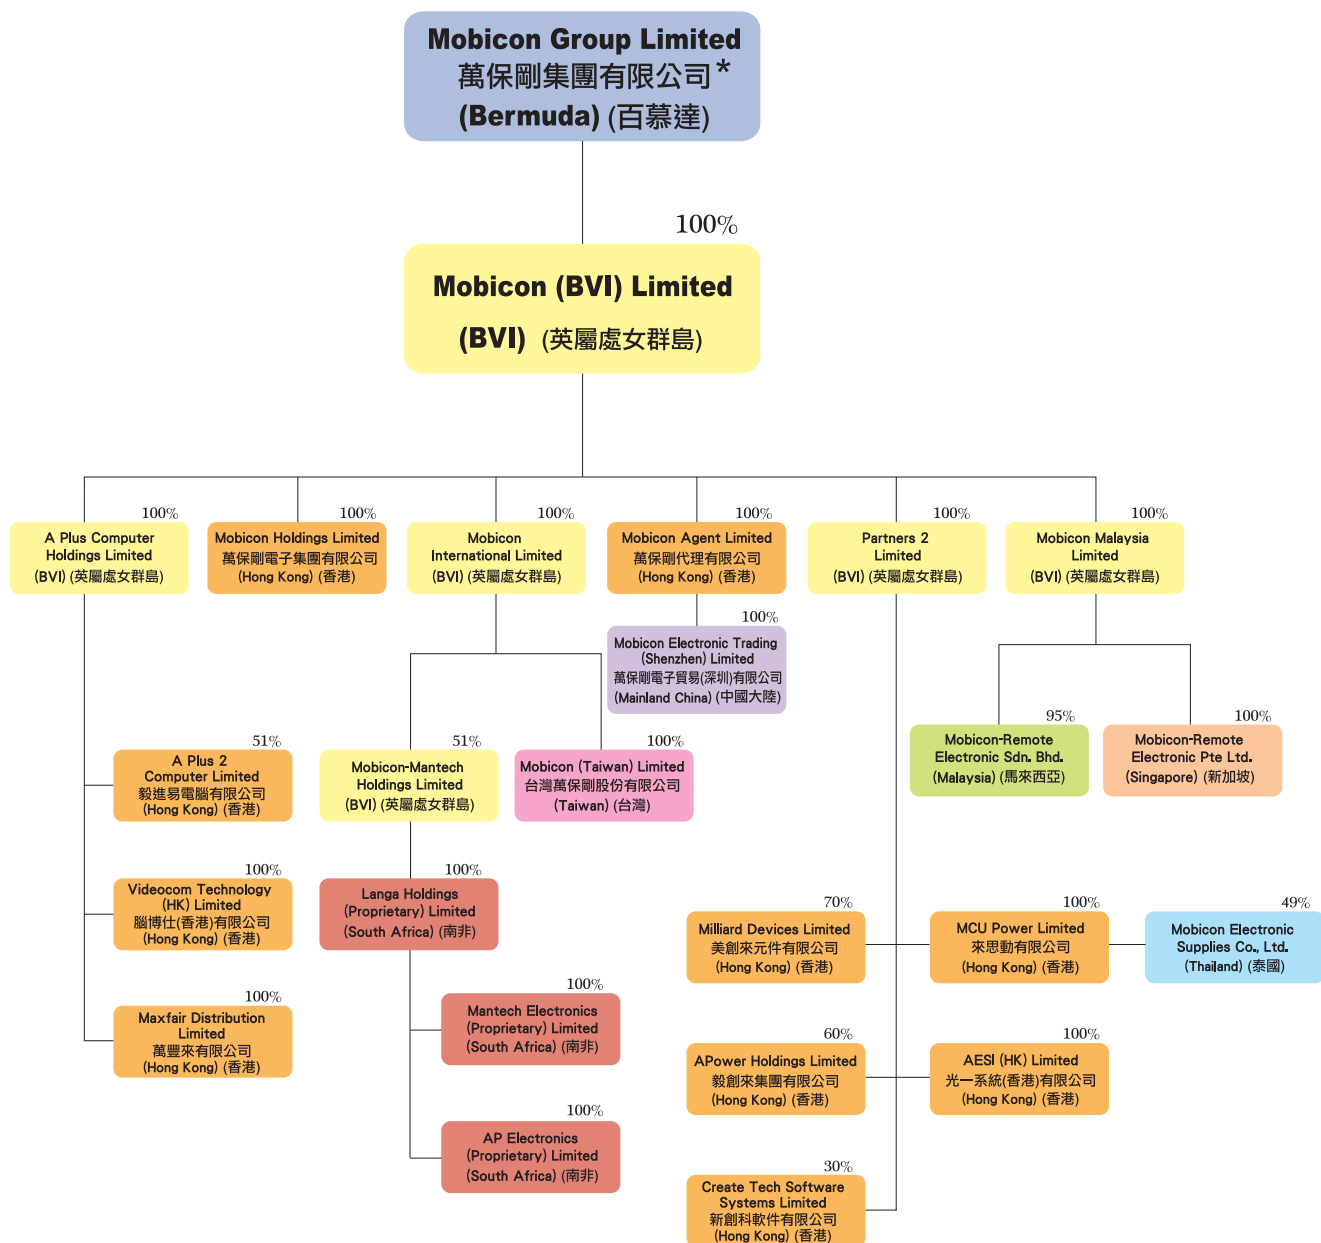 Mobicon Group Limited
萬保剛集團有限公司*
(Bermuda) (百慕達)
100%
Mobicon (BVI) Limited
(BVI) (英屬處女群島)
100%
A Plus Computer
Holdings Limited
(BVI) (英屬處女群島)
100%
Mobicon Holdings Limited
萬保剛電子集團有限公司
(Hong Kong) (香港)
100%
Mobicon
International Limited
(BVI) (英屬處女群島)
100%
Mobicon Agent Limited
萬保剛代理有限公司
(Hong Kong) (香港)
100%
Partners 2
Limited
(BVI) (英屬處女群島)
100%
Mobicon Malaysia
Limited
(BVI) (英屬處女群島)
100%
Mobicon Electronic Trading
(Shenzhen) Limited
萬保剛電子貿易(深圳)有限公司
(Mainland China) (中國大陸)
51%
A Plus 2
Computer Limited
毅進易電腦有限公司
(Hong Kong) (香港)
51%
Mobicon-Mantech
Holdings Limited
(BVI) (英屬處女群島)
100%
Mobicon (Taiwan) Limited
台灣萬保剛股份有限公司
(Taiwan) (台灣)
95%
Mobicon-Remote
Electronic Sdn. Bhd.
(Malaysia) (馬來西亞)
100%
Mobicon-Remote
Electronic Pte Ltd.
(Singapore) (新加坡)
100%
Videocom Technology
(HK) Limited
腦博仕(香港)有限公司
(Hong Kong) (香港)
100%
Langa Holdings
(Proprietary) Limited
(South Africa) (南非)
70%
Milliard Devices Limited
美創來元件有限公司
(Hong Kong) (香港)
100%
MCU Power Limited
來思動有限公司
(Hong Kong) (香港)
49%
Mobicon Electronic
Supplies Co., Ltd.
(Thailand) (泰國)
100%
Maxfair Distribution
Limited
萬豐來有限公司
(Hong Kong) (香港)
100%
Mantech Electronics
(Proprietary) Limited
(South Africa) (南非)
60%
APower Holdings Limited
毅創來集團有限公司
(Hong Kong) (香港)
100%
AESI (HK) Limited
光一系統(香港)有限公司
(Hong Kong) (香港)
100%
AP Electronics
(Proprietary) Limited
(South Africa) (南非)
30%
Create Tech Software
Systems Limited
新創科軟件有限公司
(Hong Kong) (香港)